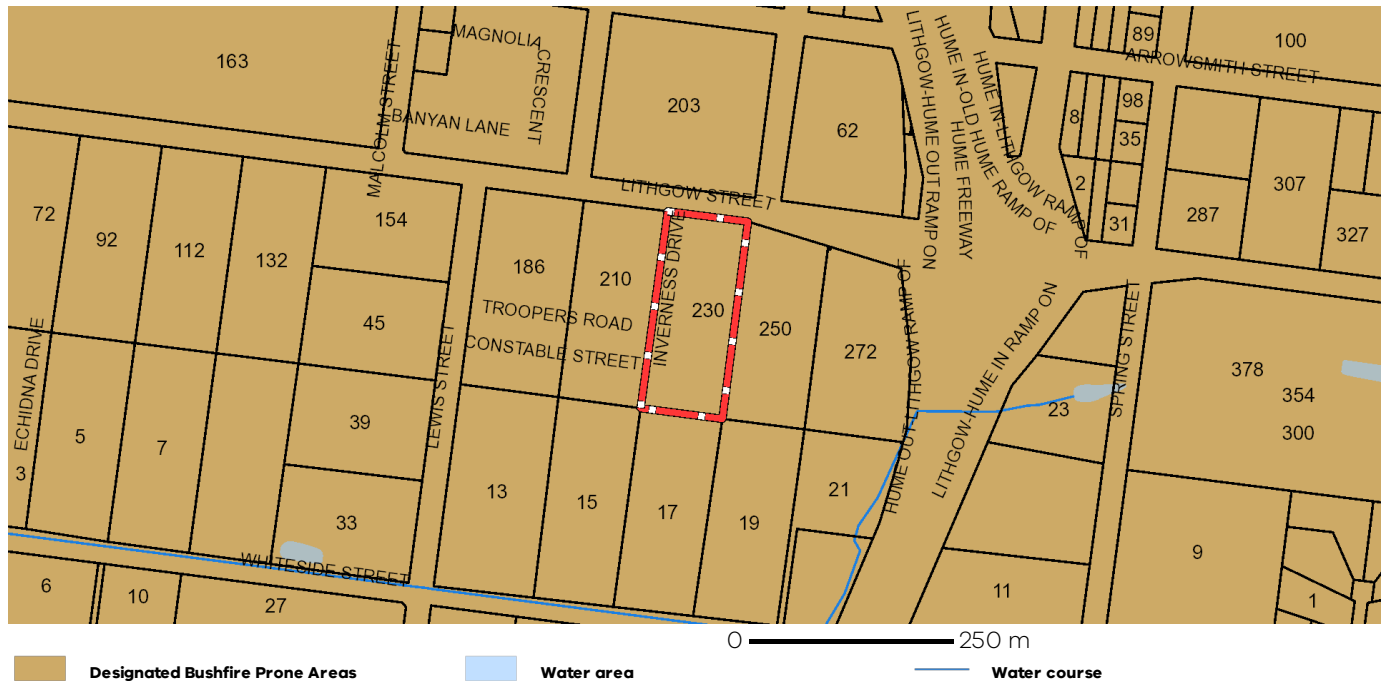 163
MAGNOLIA
CRESCENT
MALCOLM STREET
BANYAN LANE
203
62
LITHGOW-HUME OUT RAMP ON
HUME FREEWAY
HUME IN-OLD HUME RAMP OF
HUME IN-LITHGOW RAMP OF
89
100
ARROWSMITH STREET
8
98
35
2
31
287
307
327
LITHGOW STREET
72
92
112
132
154
45
186
210
INVERNESS DRIVE
230
250
272
TROOPERS ROAD
CONSTABLE STREET
ECHIDNA DRIVE
LEWIS STREET
HUME OUT-LITHGOW RAMP OF
LITHGOW-HUME IN RAMP ON
SPRING STREET
23
378
354
300
3
5
7
39
33
13
15
17
19
21
9
11
1
WHITESIDE STREET
6
10
27
0 250 m
Designated Bushfire Prone Areas Water area Water course